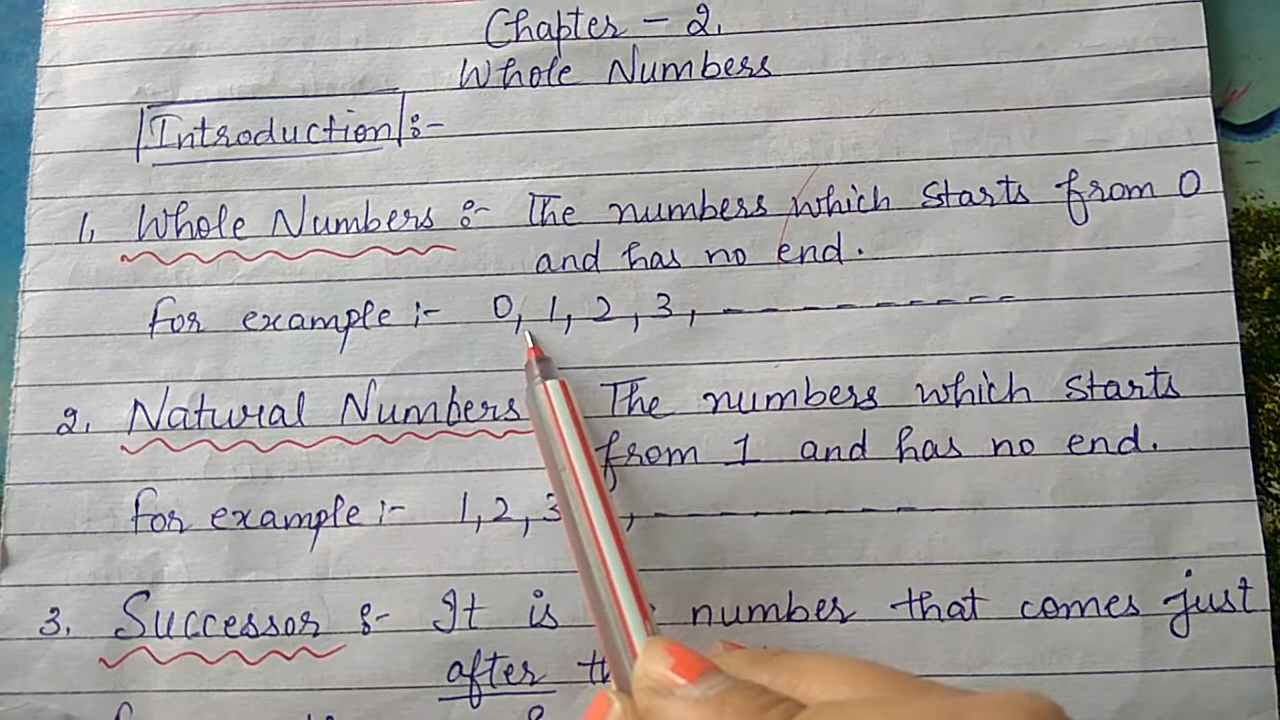 Chapter - 2.
Whole Numbers
Introduction :-
1. Whole Numbers :- The numbers which starts from 0
and has no end.
for example :- 0, 1, 2, 3, ----------
2. Natural Numbers The numbers which starts
from 1 and has no end.
for example :- 1, 2, 3 , ----------
3. Successor :- It is number that comes just
after